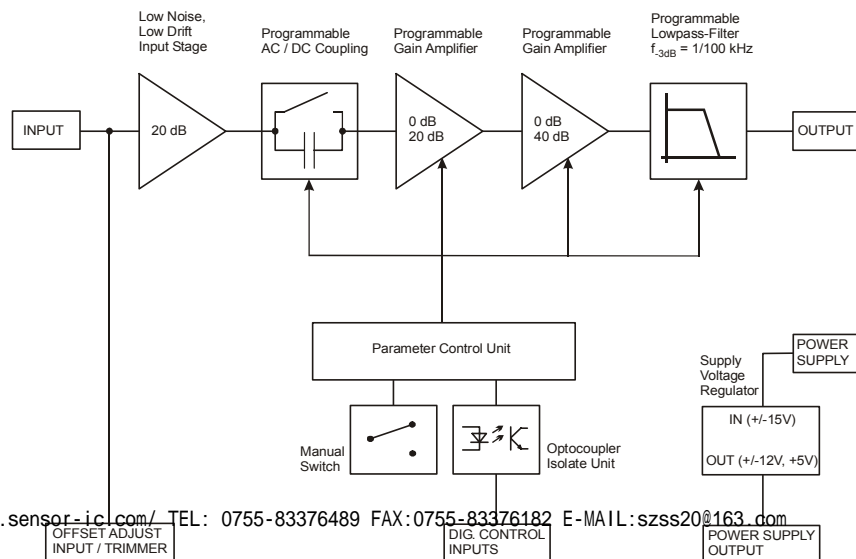 Low Noise,
Low Drift
Input Stage
Programmable
AC / DC Coupling
Programmable
Gain Amplifier
Programmable
Gain Amplifier
Programmable
Lowpass-Filter
f-3dB = 1/100 kHz
INPUT
20 dB
0 dB
20 dB
0 dB
40 dB
OUTPUT
Parameter Control Unit
POWER
SUPPLY
Supply
Voltage
Regulator
IN (+/-15V)
OUT (+/-12V, +5V)
Manual
Switch
Optocoupler
Isolate Unit
.sensor-ic.com/ TEL: 0755-83376489 FAX:0755-83376182 E-MAIL:szss20@163.com
OFFSET ADJUST
INPUT / TRIMMER
DIG. CONTROL
INPUTS
POWER SUPPLY
OUTPUT